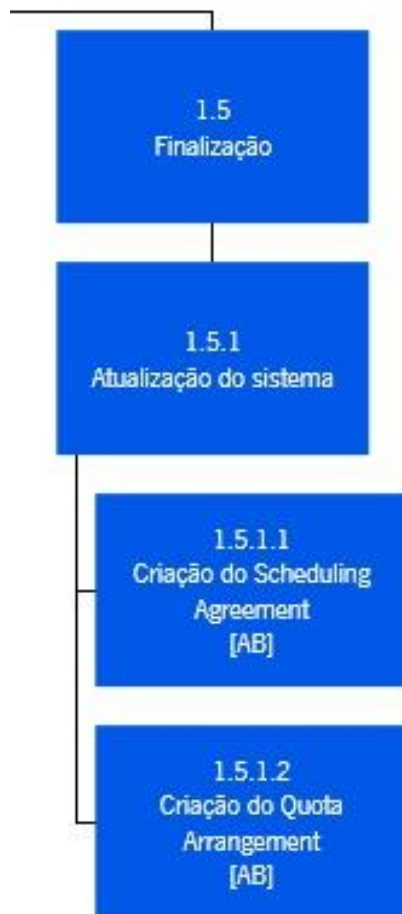 1.5
Finalização
1.5.1
Atualização do sistema
1.5.1.1
Criação do Scheduling
Agreement
[AB]
1.5.1.2
Criação do Quota
Arrangement
[AB]